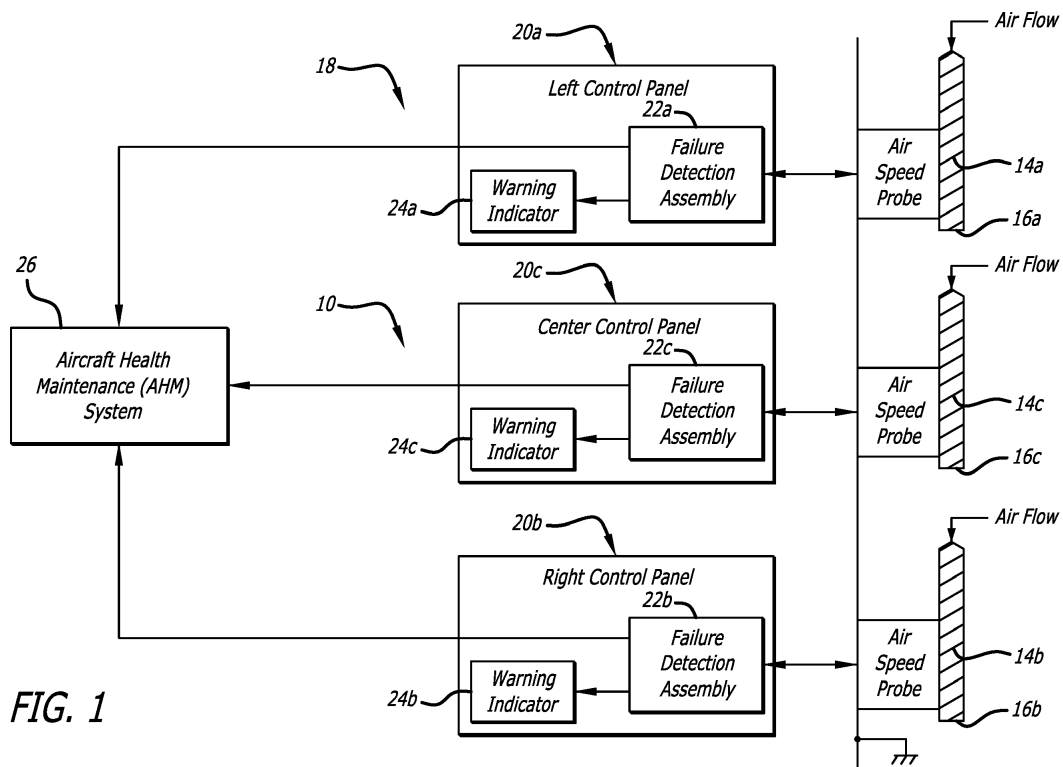 20a
Air Flow
18
Left Control Panel
22a
Failure
Detection
Assembly
Air
Speed
Probe
14a
24a
Warning
Indicator
16a
26
20c
Air Flow
10
Center Control Panel
22c
Aircraft Health
Maintenance (AHM)
System
Failure
Detection
Assembly
Air
Speed
Probe
14c
24c
Warning
Indicator
16c
20b
Air Flow
Right Control Panel
22b
Failure
Detection
Assembly
Air
Speed
Probe
14b
24b
Warning
Indicator
16b
FIG. 1